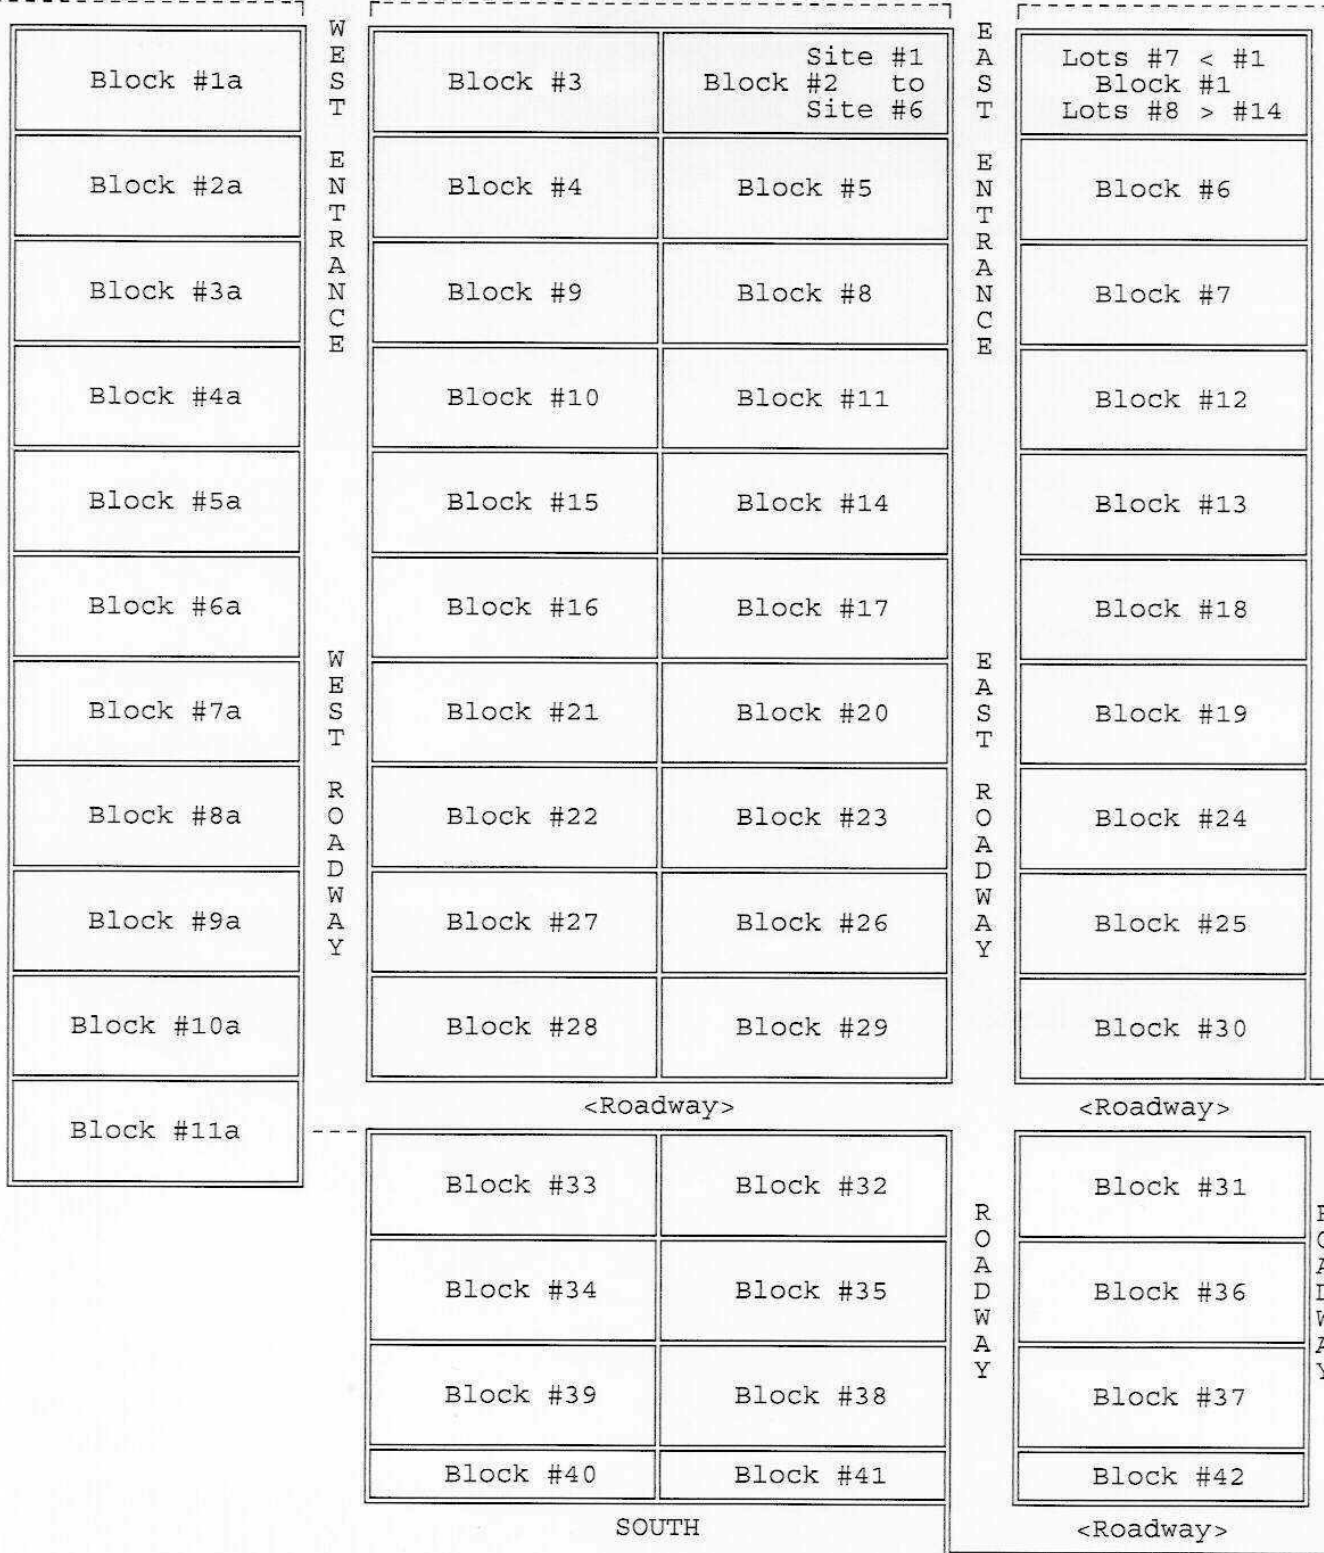 WEST ENTRANCE
EAST ENTRANCE
Block #1a
Block #3
Site #1
Block #2 to
Site #6
Lots #7 < #1
Block #1
Lots #8 > #14
Block #2a
Block #4
Block #5
Block #6
Block #3a
Block #9
Block #8
Block #7
Block #4a
Block #10
Block #11
Block #12
Block #5a
Block #15
Block #14
Block #13
Block #6a
Block #16
Block #17
Block #18
WEST ROADWAY
EAST ROADWAY
Block #7a
Block #21
Block #20
Block #19
Block #8a
Block #22
Block #23
Block #24
Block #9a
Block #27
Block #26
Block #25
Block #10a
Block #28
Block #29
Block #30
Block #11a
<Roadway>
<Roadway>
Block #33
Block #32
Block #31
ROADWAY
ROADWAY
Block #34
Block #35
Block #36
Block #39
Block #38
Block #37
Block #40
Block #41
Block #42
SOUTH
<Roadway>